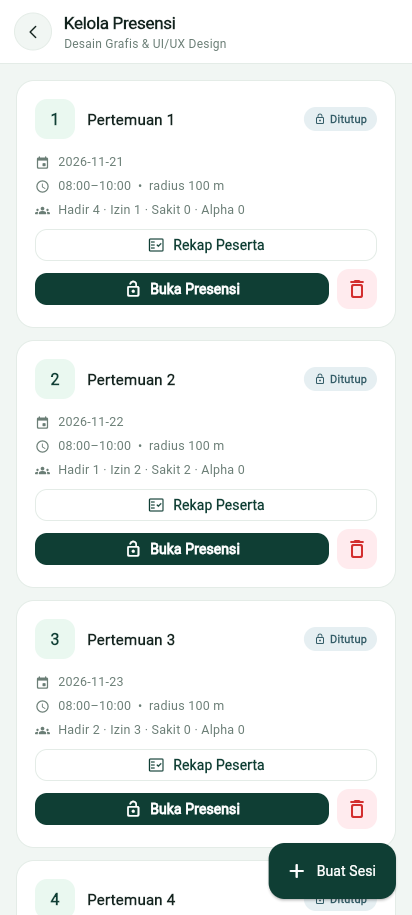 Kelola Presensi
Desain Grafis & UI/UX Design
1 Pertemuan 1 Ditutup
2026-11-21
08:00–10:00 • radius 100 m
Hadir 4 · Izin 1 · Sakit 0 · Alpha 0
Rekap Peserta
Buka Presensi
2 Pertemuan 2 Ditutup
2026-11-22
08:00–10:00 • radius 100 m
Hadir 1 · Izin 2 · Sakit 2 · Alpha 0
Rekap Peserta
Buka Presensi
3 Pertemuan 3 Ditutup
2026-11-23
08:00–10:00 • radius 100 m
Hadir 2 · Izin 3 · Sakit 0 · Alpha 0
Rekap Peserta
Buka Presensi
Buat Sesi
4 Pertemuan 4 Ditutup